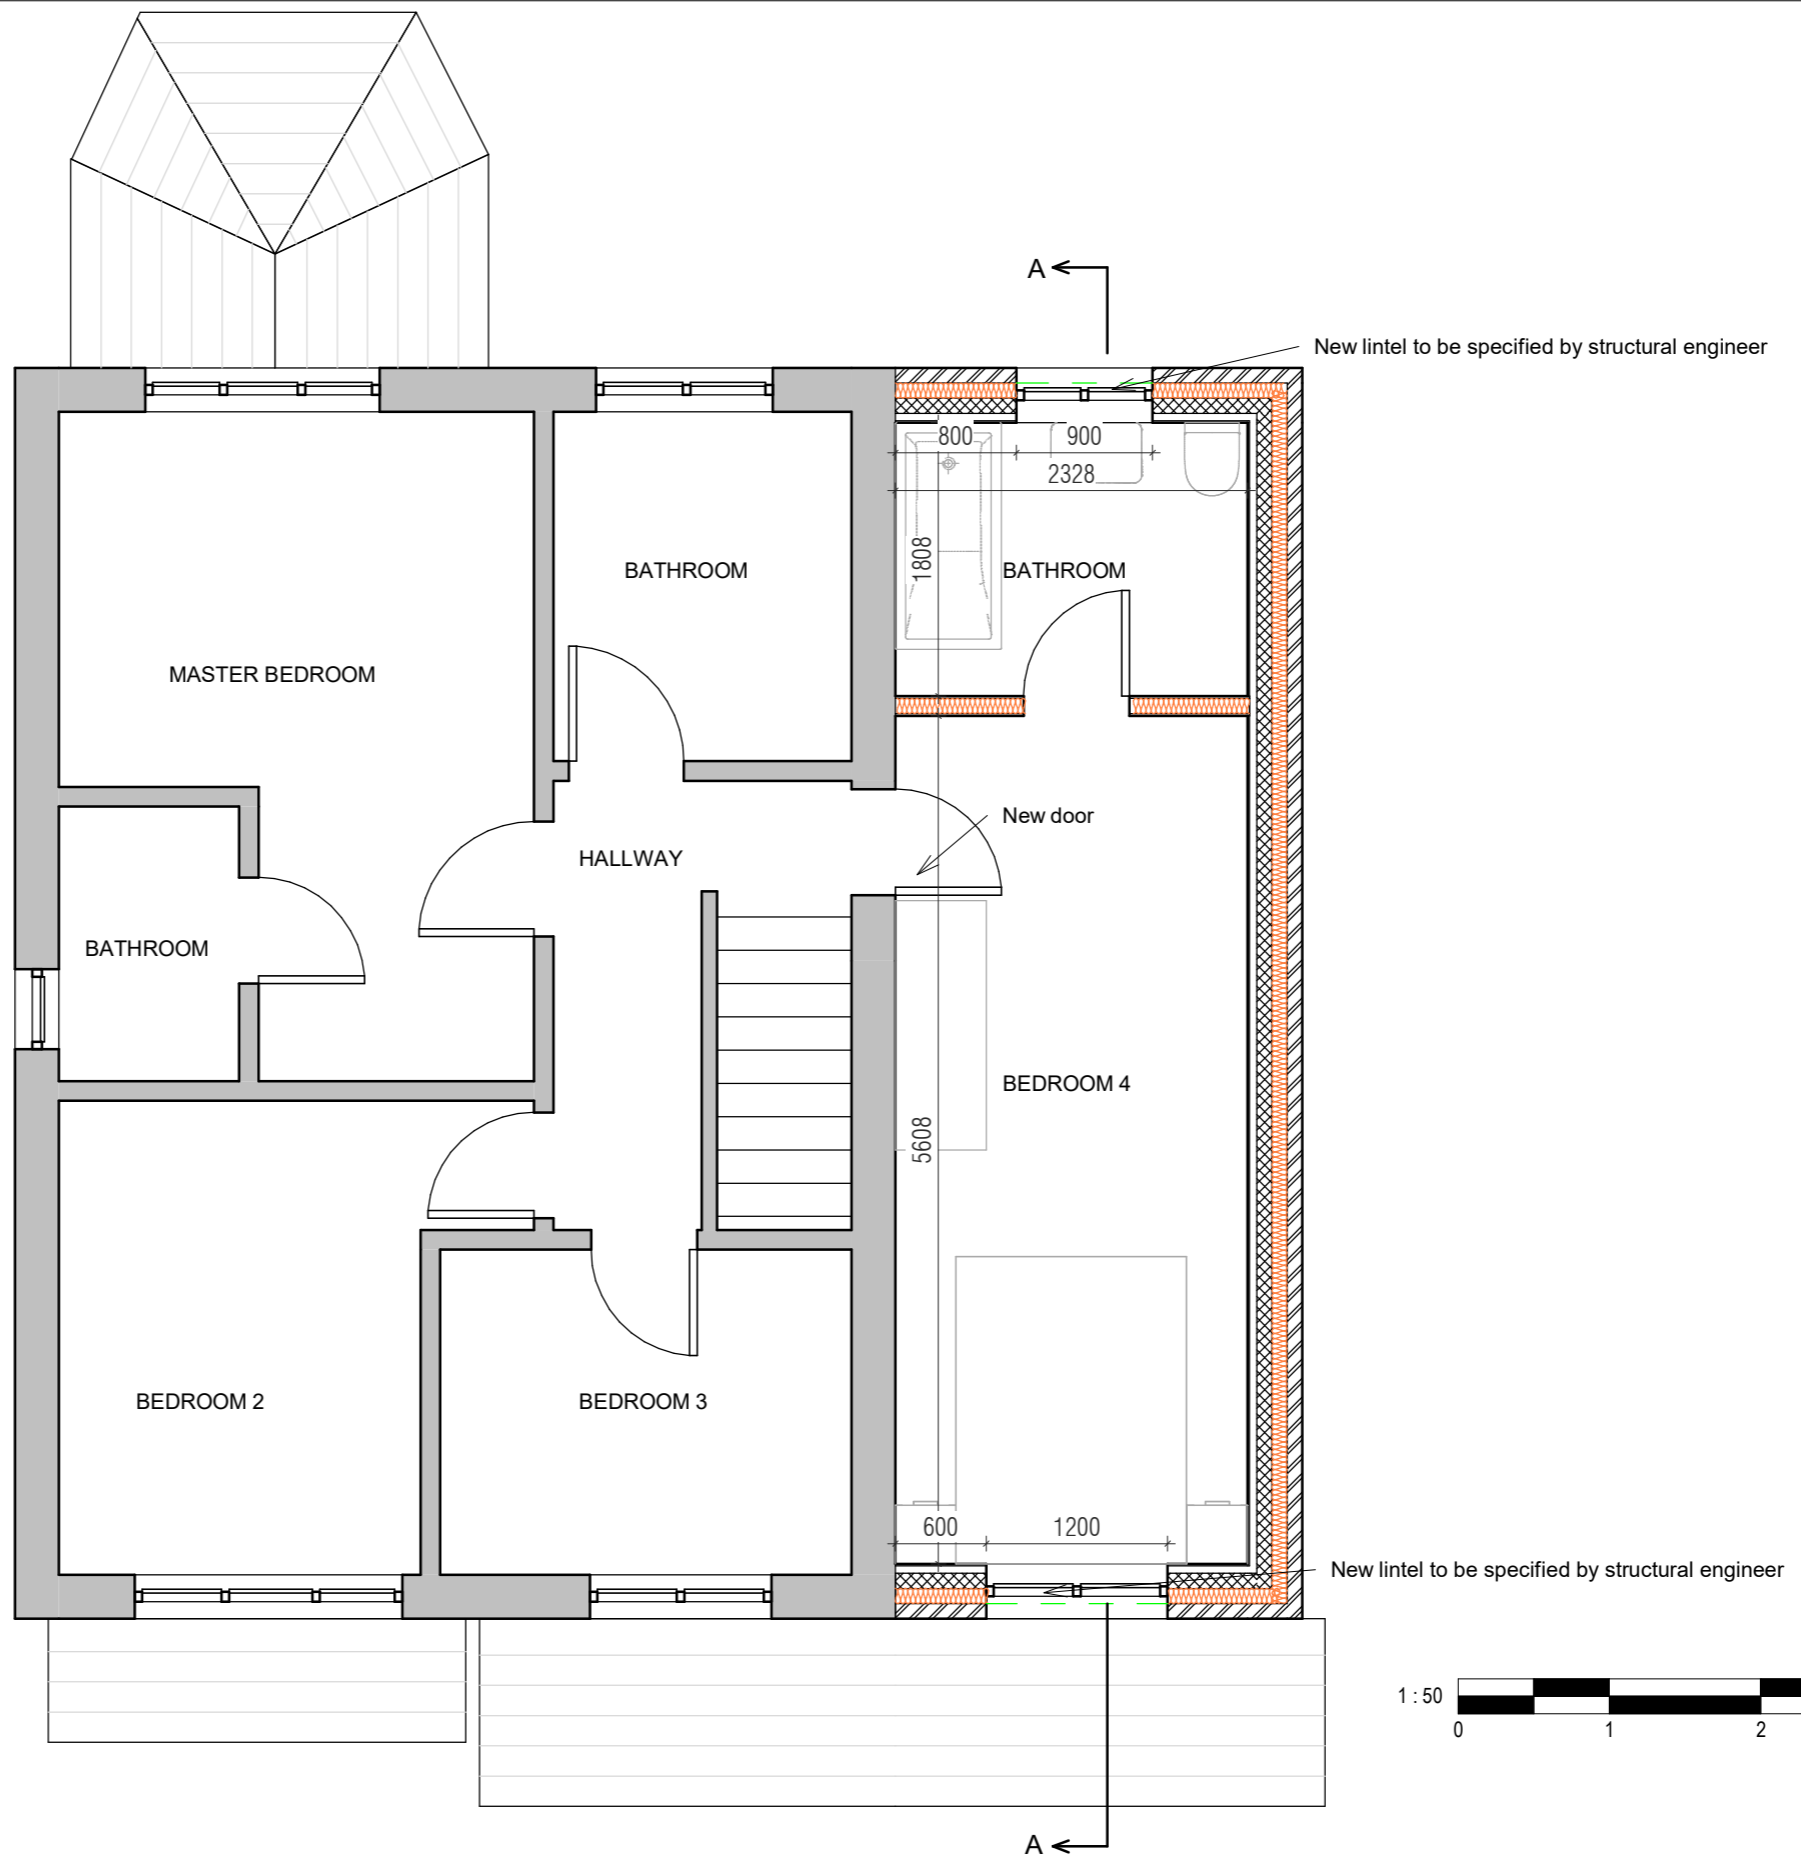 A
New lintel to be specified by structural engineer
800
900
2328
1808
BATHROOM
BATHROOM
MASTER BEDROOM
New door
HALLWAY
BATHROOM
BEDROOM 4
5608
BEDROOM 2
BEDROOM 3
600
1200
New lintel to be specified by structural engineer
1 : 50
0 1 2
A